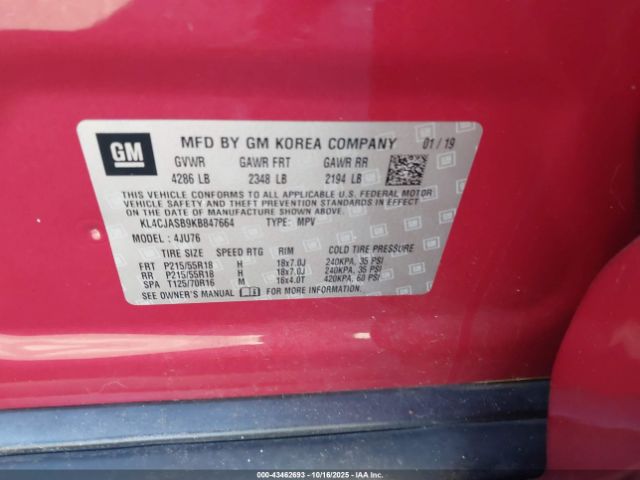 GM
MFD BY GM KOREA COMPANY 01/19
GVWR GAWR FRT GAWR RR
4286 LB 2348 LB 2194 LB
THIS VEHICLE CONFORMS TO ALL APPLICABLE U.S. FEDERAL MOTOR
VEHICLE SAFETY AND THEFT PREVENTION STANDARDS IN EFFECT ON
THE DATE OF MANUFACTURE SHOWN ABOVE.
KL4CJASB9KB847664 TYPE: MPV
MODEL: 4JU76
TIRE SIZE SPEED RTG RIM COLD TIRE PRESSURE
FRT P215/55R18 H 18x7.0J 240KPA, 35 PSI
RR P215/55R18 H 18x7.0J 240KPA, 35 PSI
SPA T125/70R16 M 16x4.0T 420KPA, 60 PSI
SEE OWNER'S MANUAL FOR MORE INFORMATION.
000-43462693 - 10/16/2025 - IAA Inc.